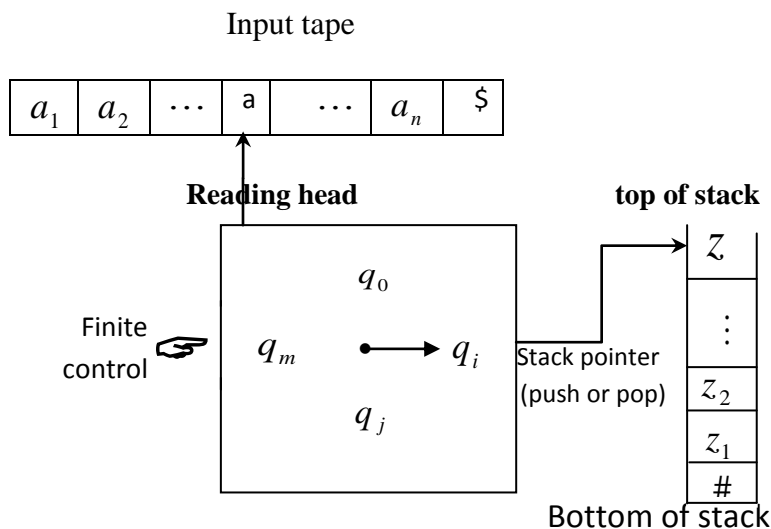 Input tape
a₁ a₂ ⋯ a ⋯ aₙ $
Reading head
top of stack
z
q₀
⋮
Finite
control
qₘ
qᵢ
Stack pointer
(push or pop)
z₂
qⱼ
z₁
#
Bottom of stack